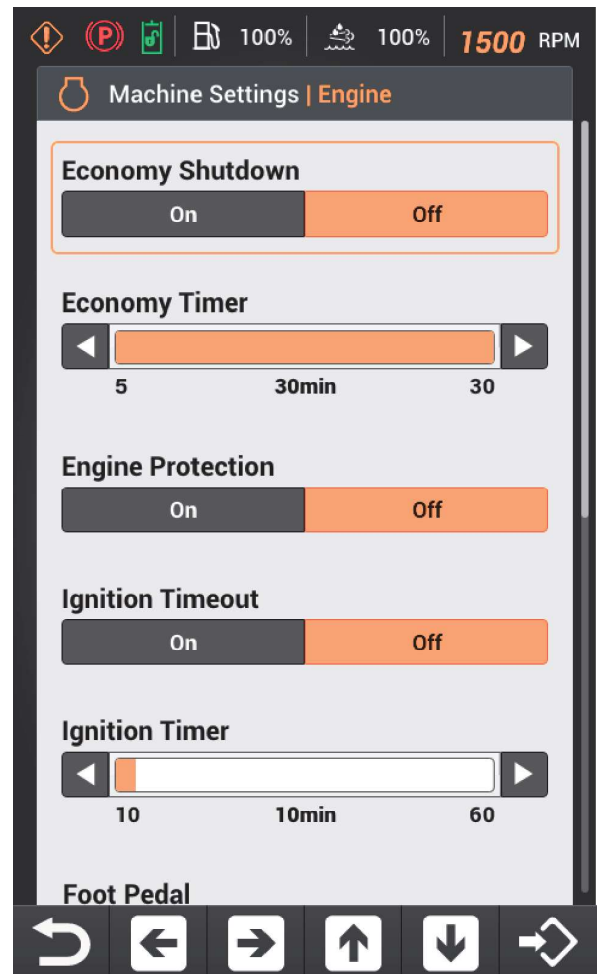 (P) 100% 100% 1500 RPM
Machine Settings | Engine
Economy Shutdown
On Off
Economy Timer
5 30min 30
Engine Protection
On Off
Ignition Timeout
On Off
Ignition Timer
10 10min 60
Foot Pedal